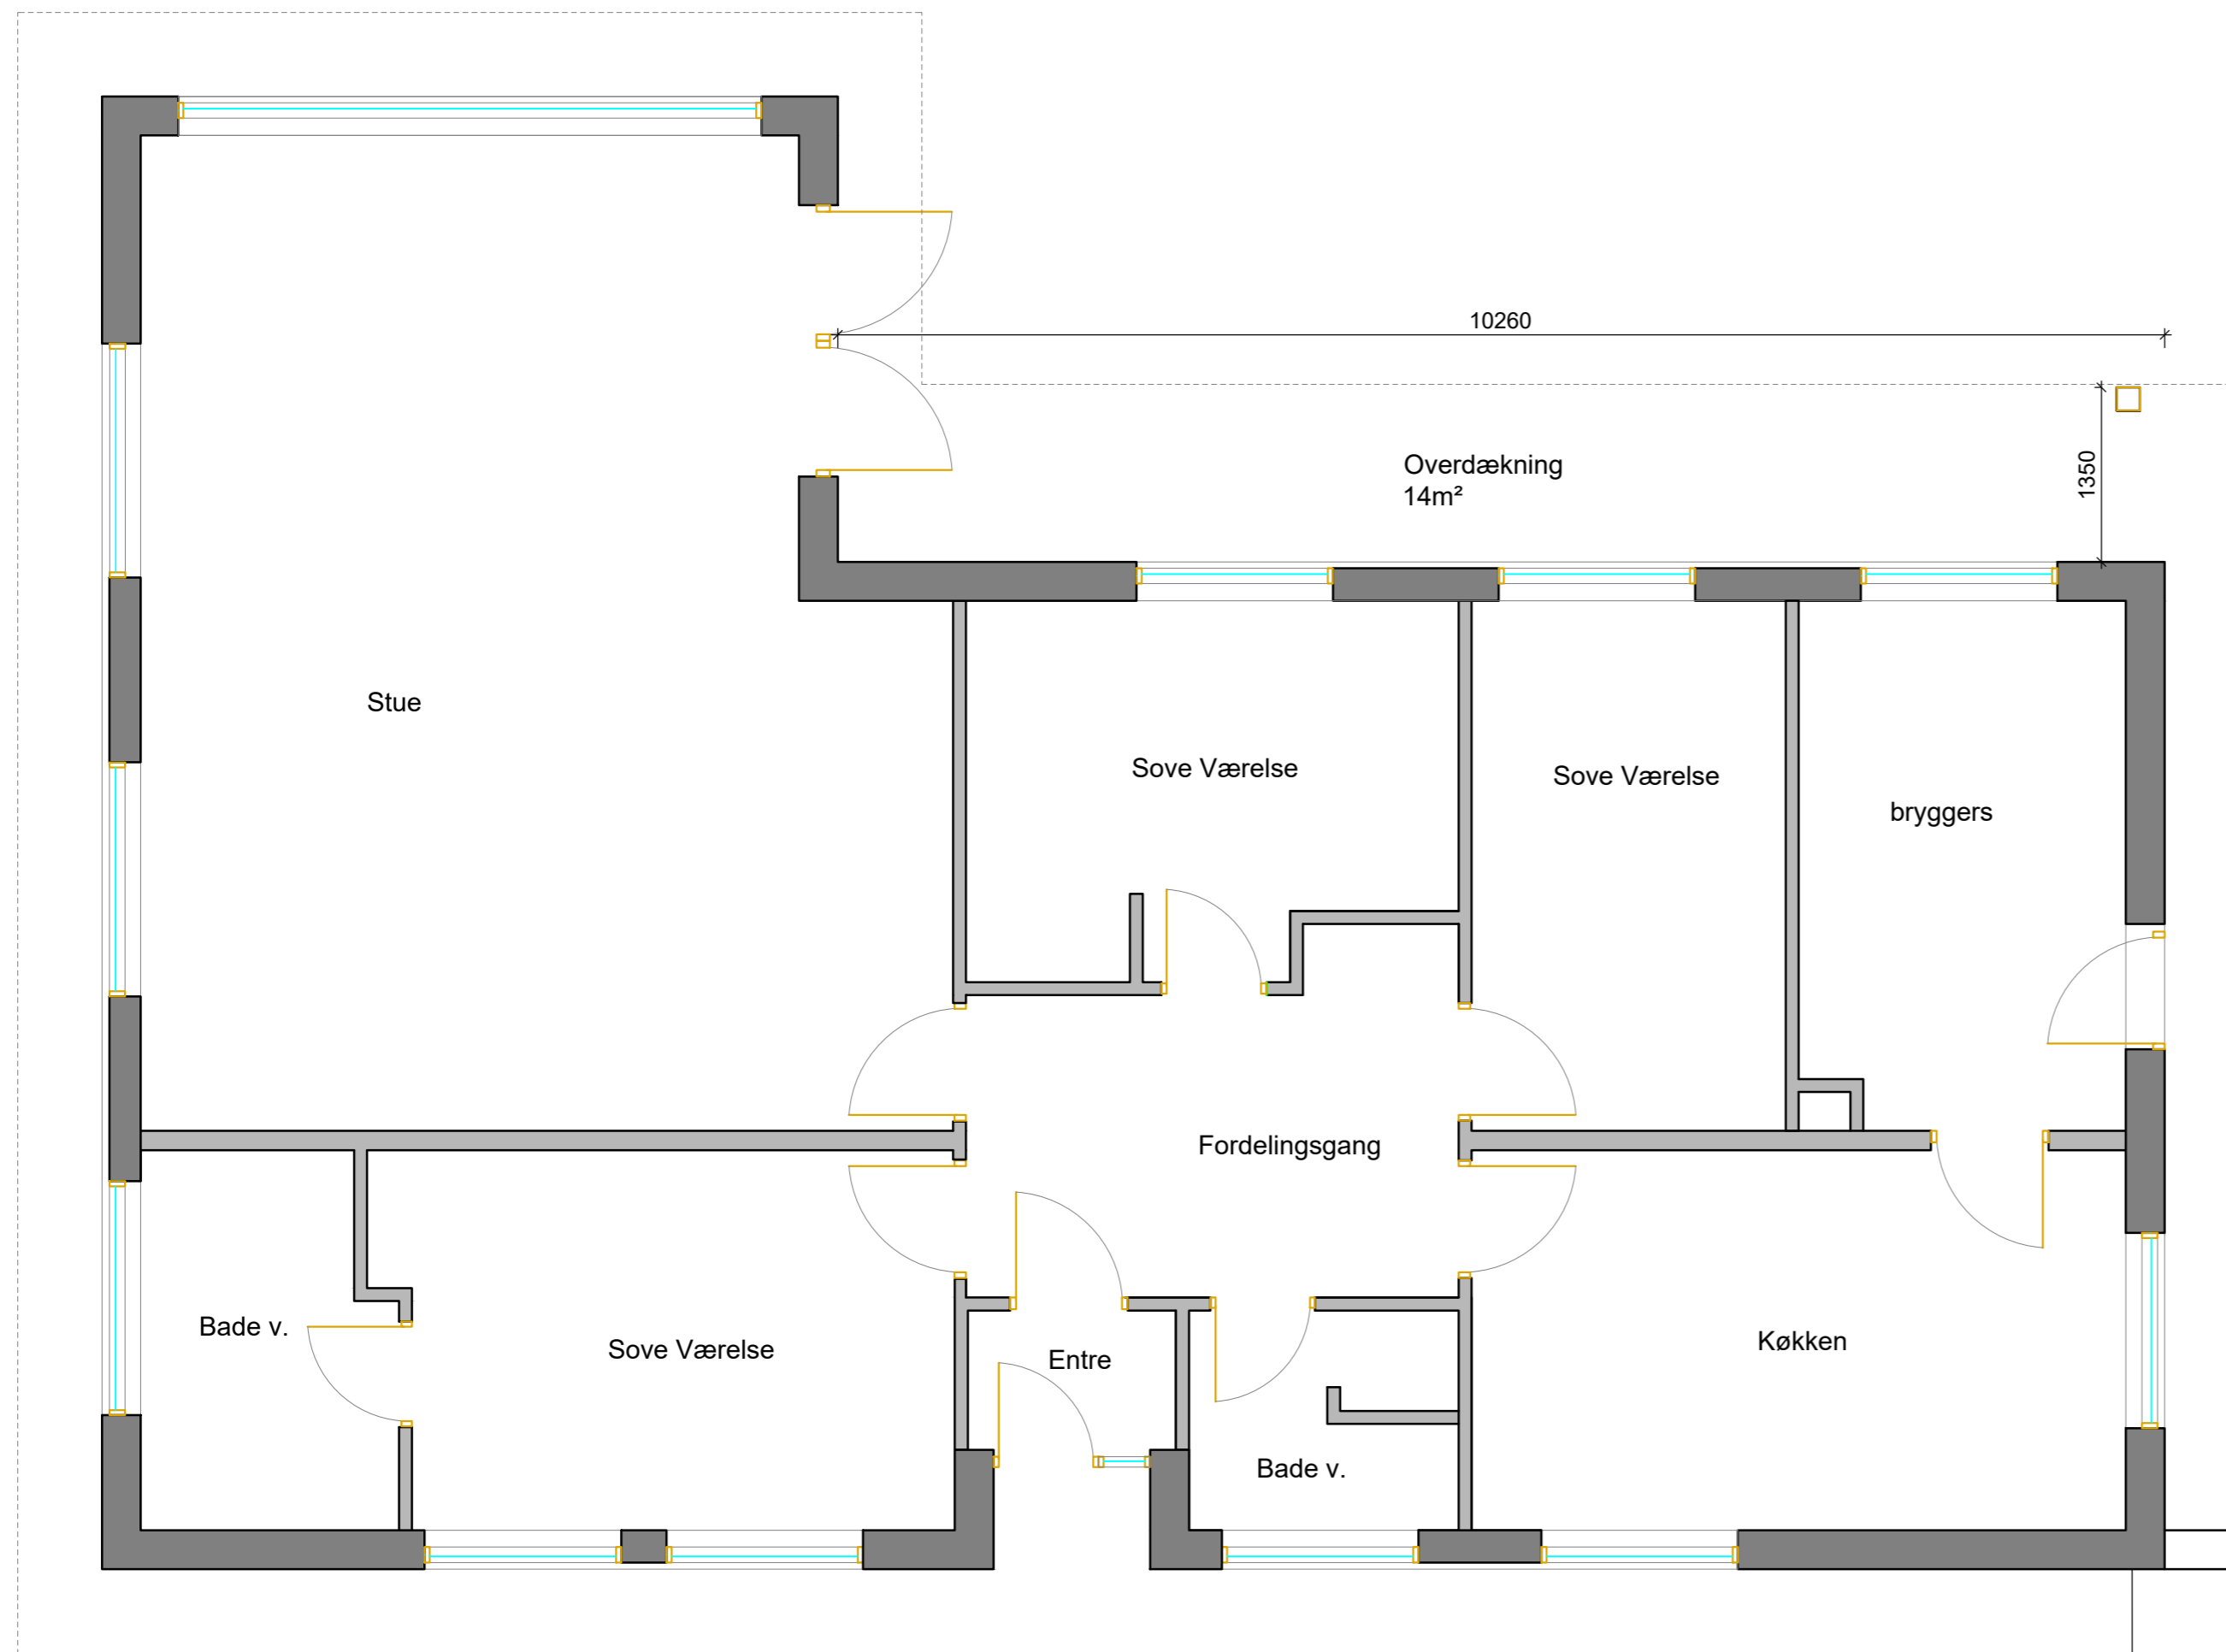 10260
1350
Overdækning
14m²
Stue
Sove Værelse
Sove Værelse
bryggers
Fordelingsgang
Bade v.
Sove Værelse
Entre
Køkken
Bade v.